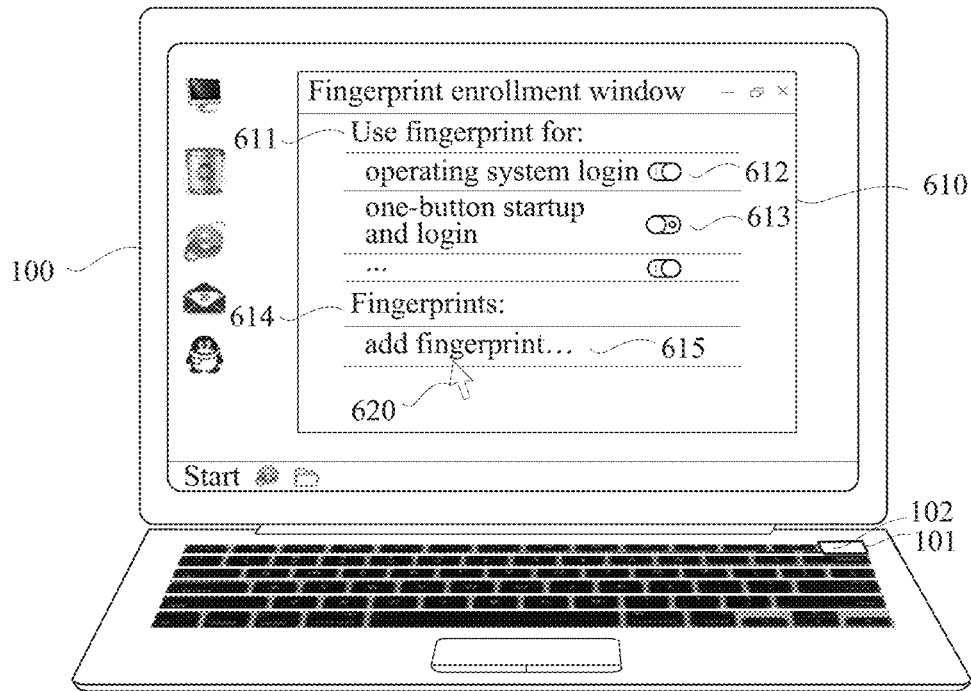 Fingerprint enrollment window
611
Use fingerprint for:
operating system login
612
610
one-button startup
and login
613
100
...
614
Fingerprints:
add fingerprint...
615
620
Start
102
101